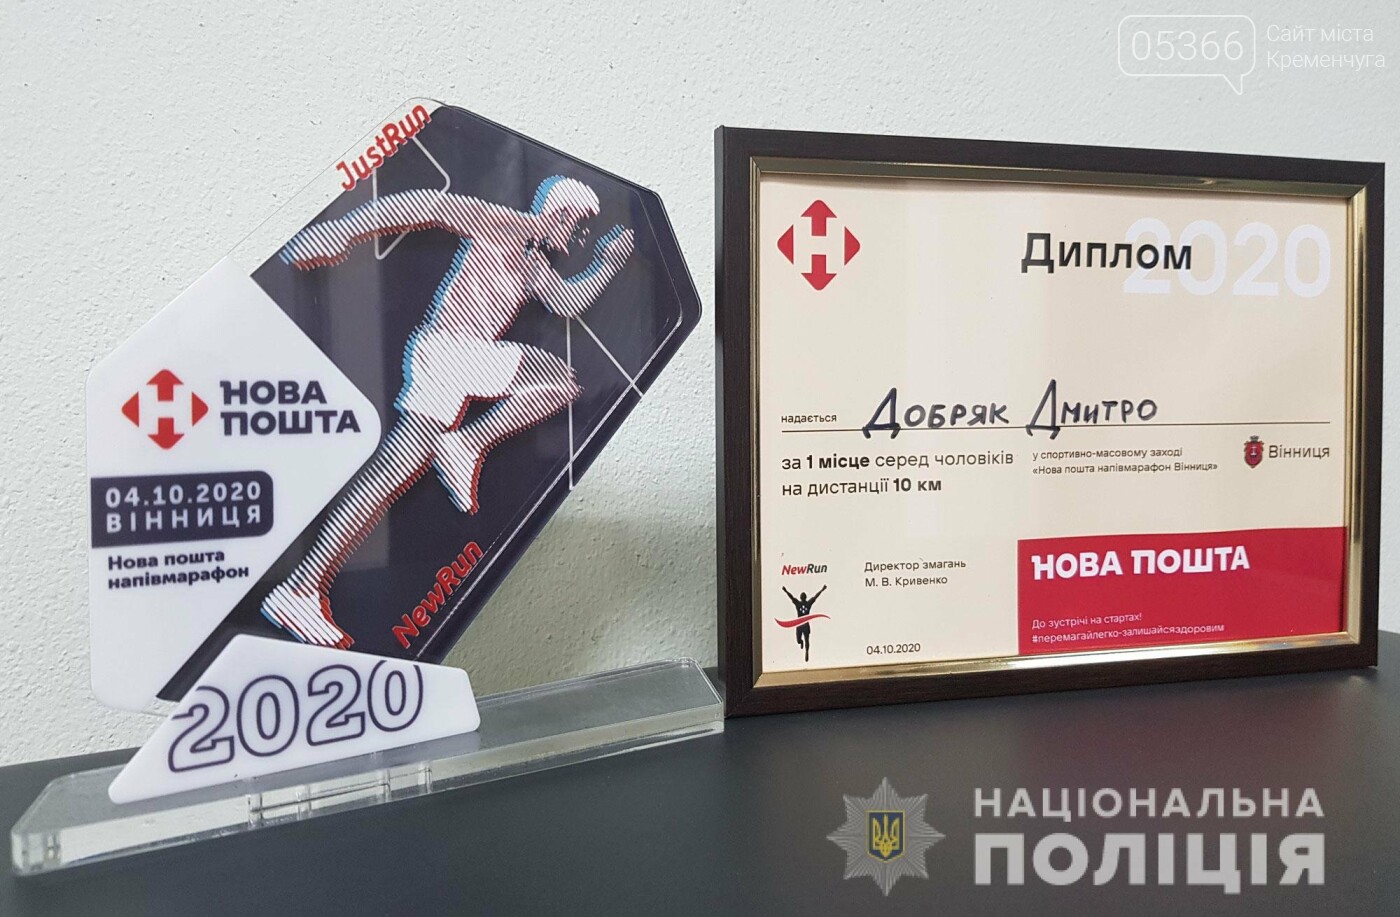 05366
Сайт міста
Кременчуга
JustRun
НОВА
ПОШТА
04.10.2020
ВІННИЦЯ
Нова пошта
напівмарафон
NewRun
2020
2020
Диплом
надається Добряк Дмитро
за 1 місце серед чоловіків
на дистанції 10 км
у спортивно-масовому заході
«Нова пошта напівмарафон Вінниця»
Вінниця
NewRun
Директор змагань
М. В. Кривенко
04.10.2020
НОВА ПОШТА
До зустрічі на стартах!
#перемагайлегко-залишайсяздоровим
НАЦІОНАЛЬНА
ПОЛІЦІЯ